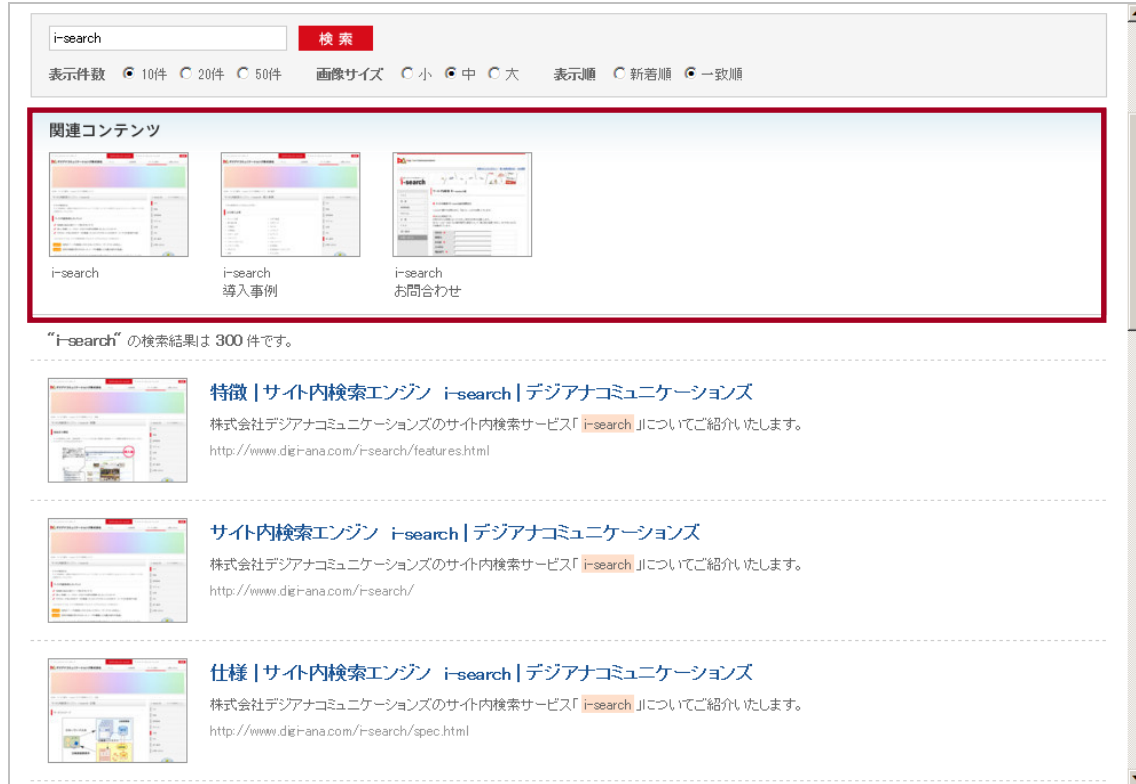 i-search 検 索
表示件数 10件 20件 50件 画像サイズ 小 中 大 表示順 新着順 一致順
関連コンテンツ
i-search
i-search
i-search
導入事例
i-search
お問合わせ
"i-search" の検索結果は 300 件です。
特徴 | サイト内検索エンジン i-search | デジアナコミュニケーションズ
株式会社デジアナコミュニケーションズのサイト内検索サービス「 i-search 」についてご紹介いたします。
http://www.digi-ana.com/i-search/features.html
サイト内検索エンジン i-search | デジアナコミュニケーションズ
株式会社デジアナコミュニケーションズのサイト内検索サービス「 i-search 」についてご紹介いたします。
http://www.digi-ana.com/i-search/
仕様 | サイト内検索エンジン i-search | デジアナコミュニケーションズ
株式会社デジアナコミュニケーションズのサイト内検索サービス「 i-search 」についてご紹介いたします。
http://www.digi-ana.com/i-search/spec.html